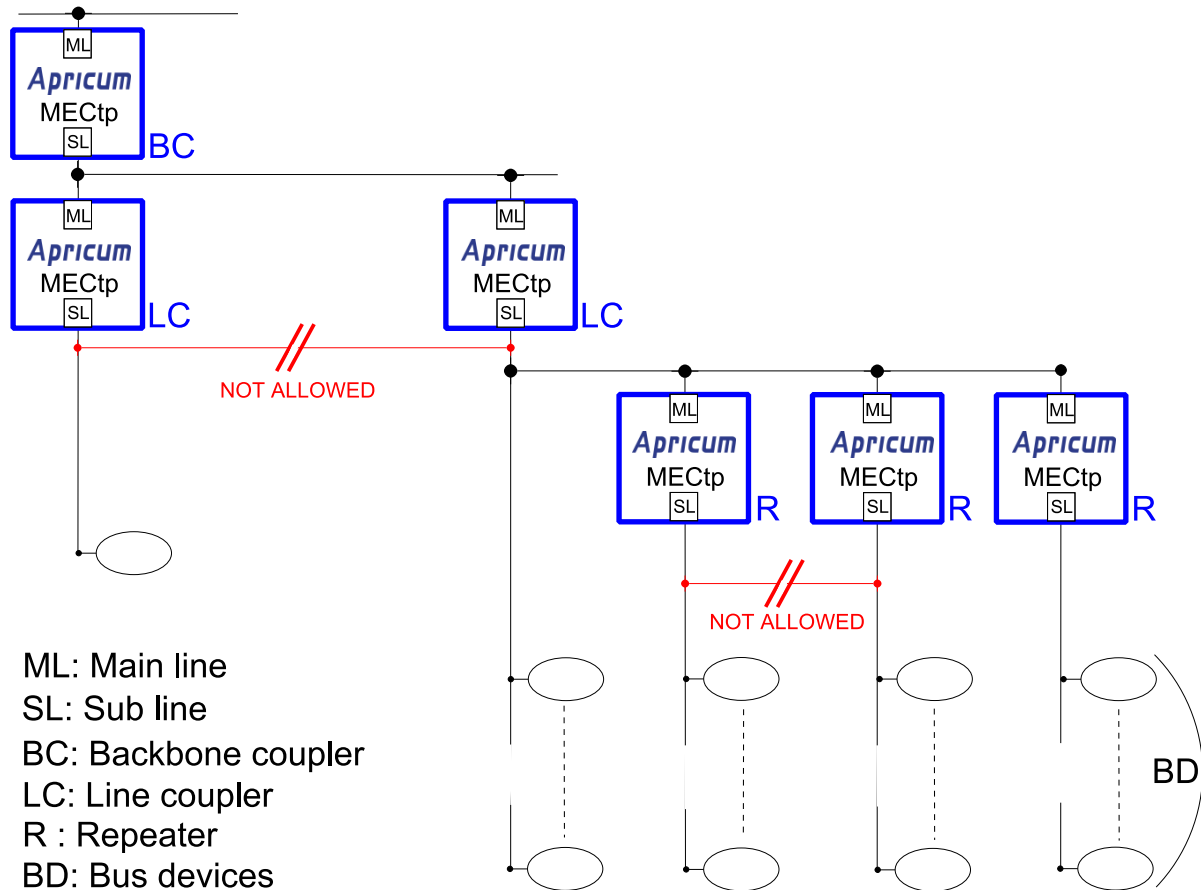 ML
Apricum
MECtp
SL
BC
ML
Apricum
MECtp
SL
LC
ML
Apricum
MECtp
SL
LC
NOT ALLOWED
ML
Apricum
MECtp
SL
R
ML
Apricum
MECtp
SL
R
ML
Apricum
MECtp
SL
R
NOT ALLOWED
BD
ML: Main line
SL: Sub line
BC: Backbone coupler
LC: Line coupler
R : Repeater
BD: Bus devices